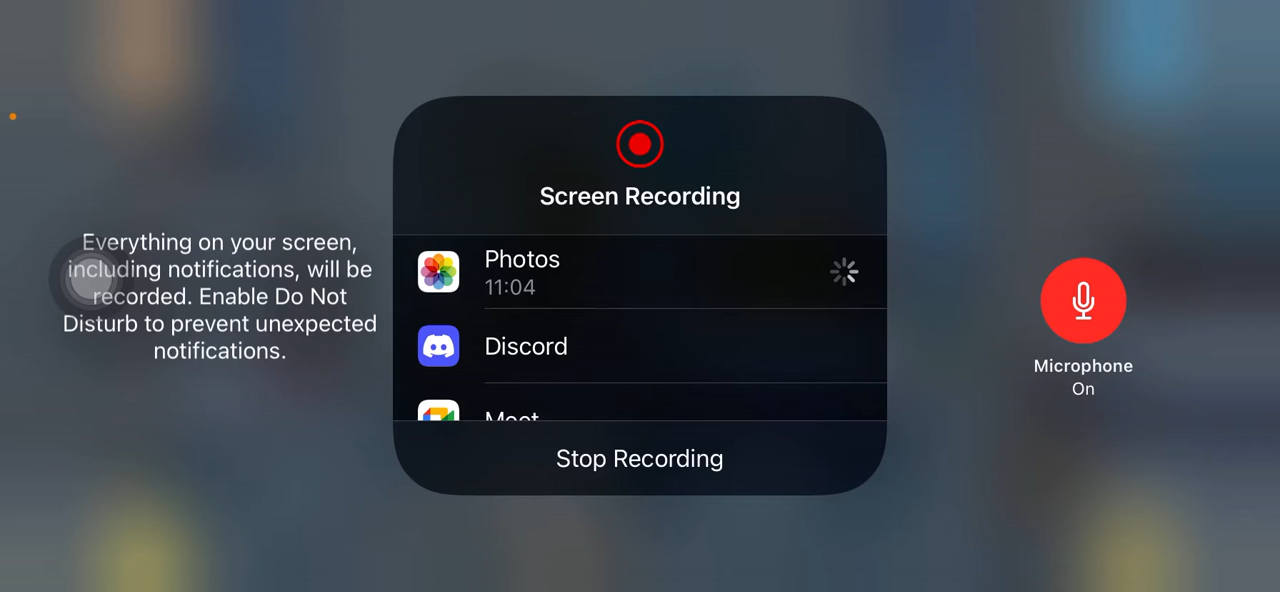 Screen Recording
Everything on your screen,
including notifications, will be
recorded. Enable Do Not
Disturb to prevent unexpected
notifications.
Photos
11:04
Discord
Meet
Stop Recording
Microphone
On